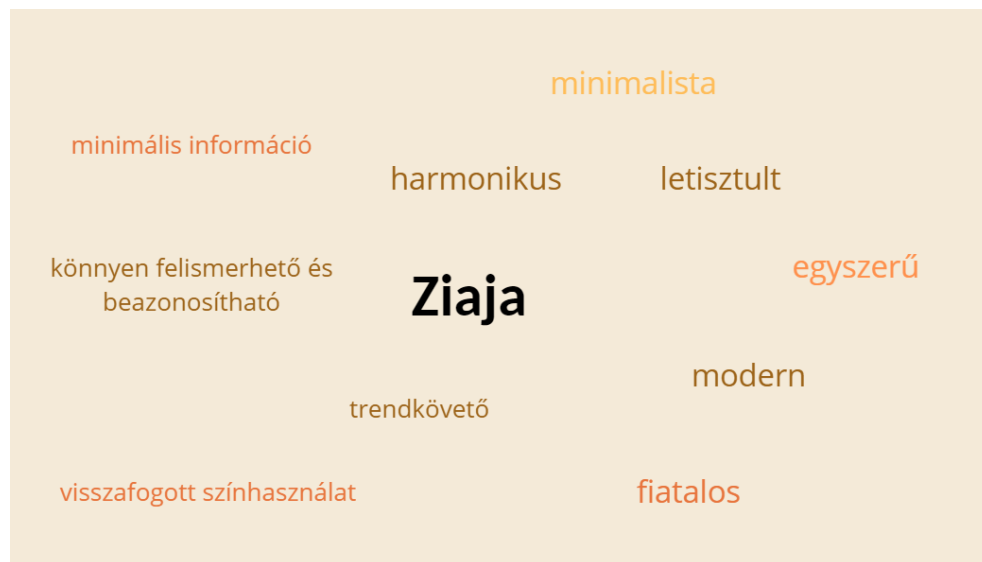 minimalista
minimális információ
harmonikus
letisztult
könnyen felismerhető és
beazonosítható
egyszerű
Ziaja
modern
trendkövető
visszafogott színhasználat
fiatalos